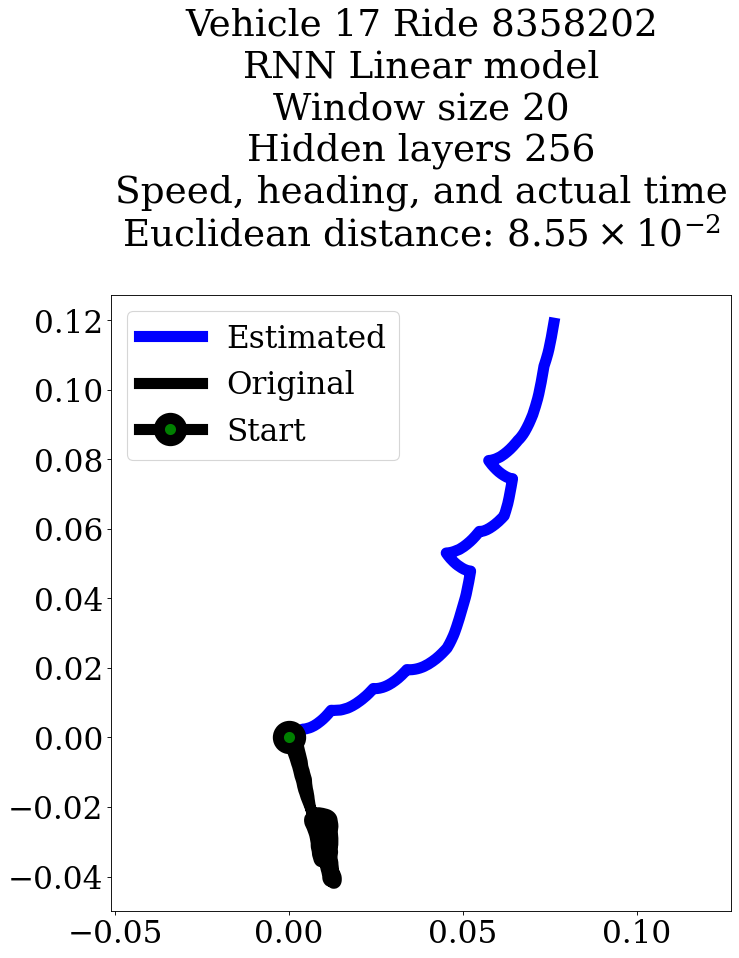 Vehicle 17 Ride 8358202
RNN Linear model
Window size 20
Hidden layers 256
Speed, heading, and actual time
Euclidean distance: 8.55 × 10⁻²
Estimated
Original
Start
0.12
0.10
0.08
0.06
0.04
0.02
0.00
−0.02
−0.04
−0.05 0.00 0.05 0.10